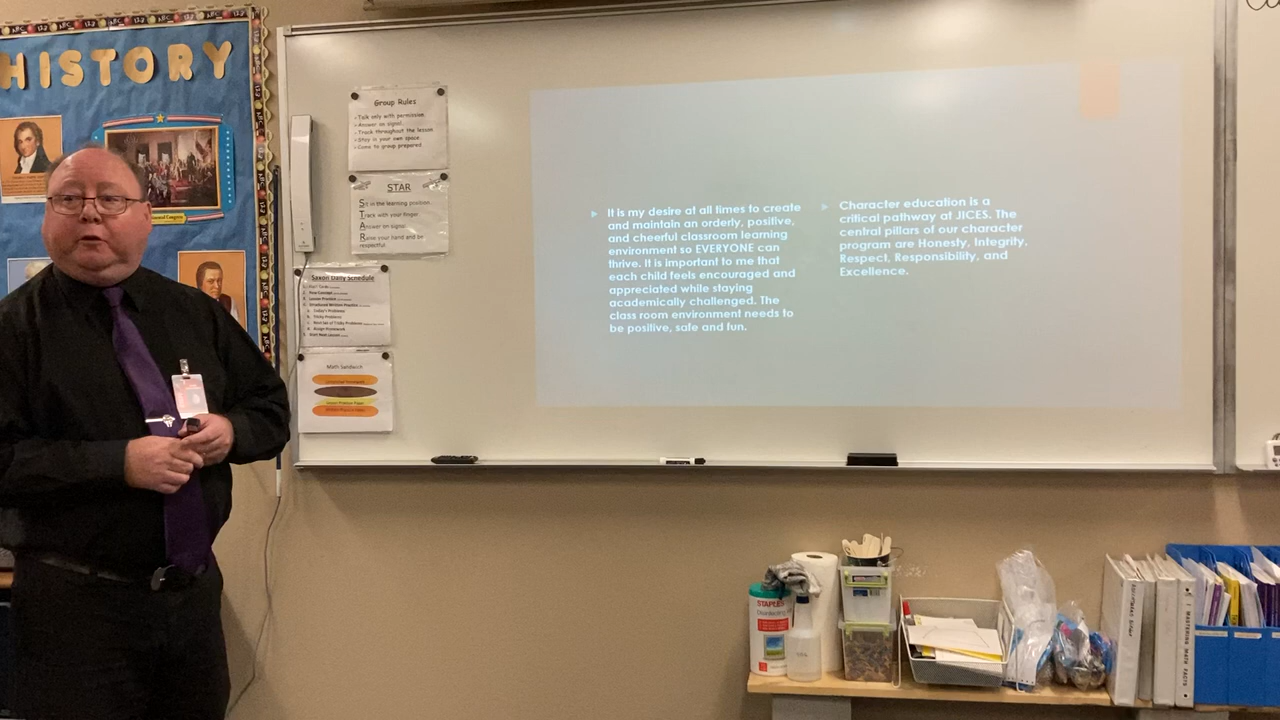 HISTORY
Group Rules
Talk only with permission.
Answer on signal.
Track throughout the lesson
Stay in your own space.
Come to group prepared
STAR
Sit in the learning position.
Track with your finger
Answer on signal.
Raise your hand and be
respectful.
Saxon Daily Schedule
Math Sandwich
It is my desire at all times to create
and maintain an orderly, positive,
and cheerful classroom learning
environment so EVERYONE can
thrive. It is important to me that
each child feels encouraged and
appreciated while staying
academically challenged. The
class room environment needs to
be positive, safe and fun.
Character education is a
critical pathway at JICES. The
central pillars of our character
program are Honesty, Integrity,
Respect, Responsibility, and
Excellence.
STAPLES
MASTERING MATH FACTS